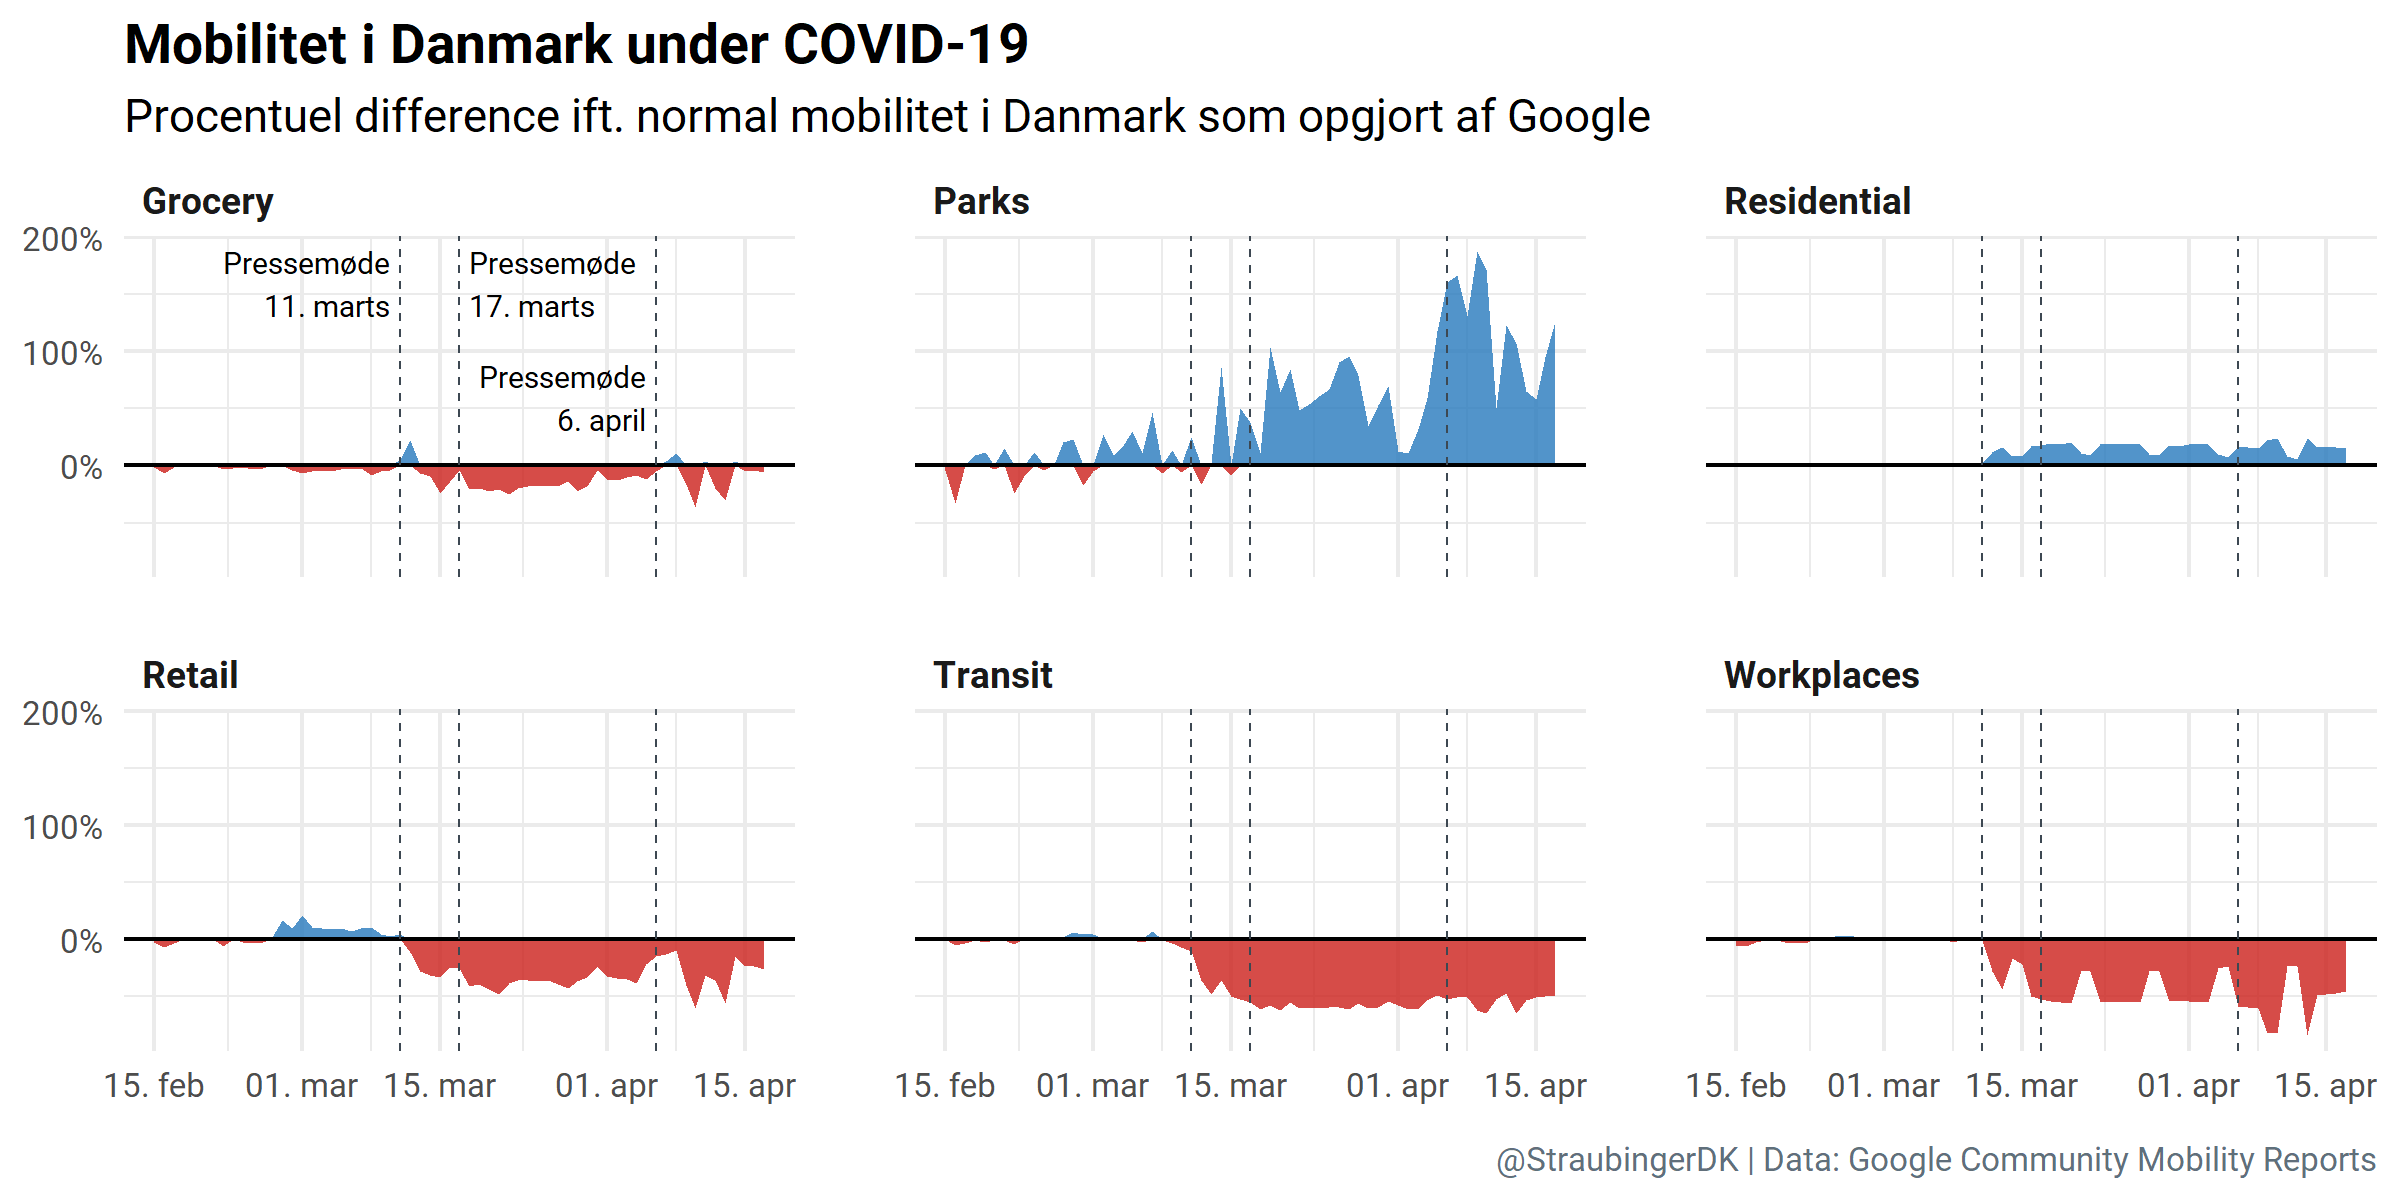 Mobilitet i Danmark under COVID-19
Procentuel difference ift. normal mobilitet i Danmark som opgjort af Google
Grocery
Parks
Residential
200%
100%
0%
Pressemøde
11. marts
Pressemøde
17. marts
Pressemøde
6. april
Retail
Transit
Workplaces
200%
100%
0%
15. feb
01. mar
15. mar
01. apr
15. apr
15. feb
01. mar
15. mar
01. apr
15. apr
15. feb
01. mar
15. mar
01. apr
15. apr
@StraubingerDK | Data: Google Community Mobility Reports